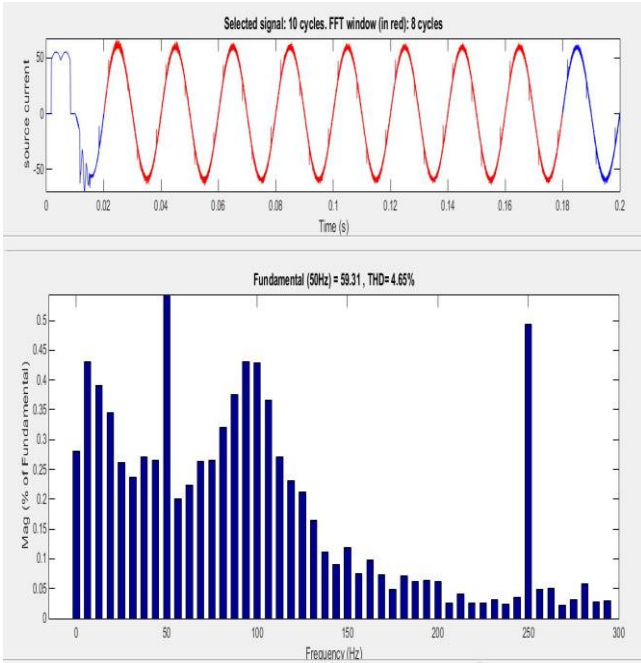 Selected signal: 10 cycles. FFT window (in red): 8 cycles
source current
50
0
-50
0 0.02 0.04 0.06 0.08 0.1 0.12 0.14 0.16 0.18 0.2
Time (s)
Fundamental (50Hz) = 59.31 , THD= 4.65%
Mag (% of Fundamental)
0.5
0.45
0.4
0.35
0.3
0.25
0.2
0.15
0.1
0.05
0
0 50 100 150 200 250 300
Frequency (Hz)